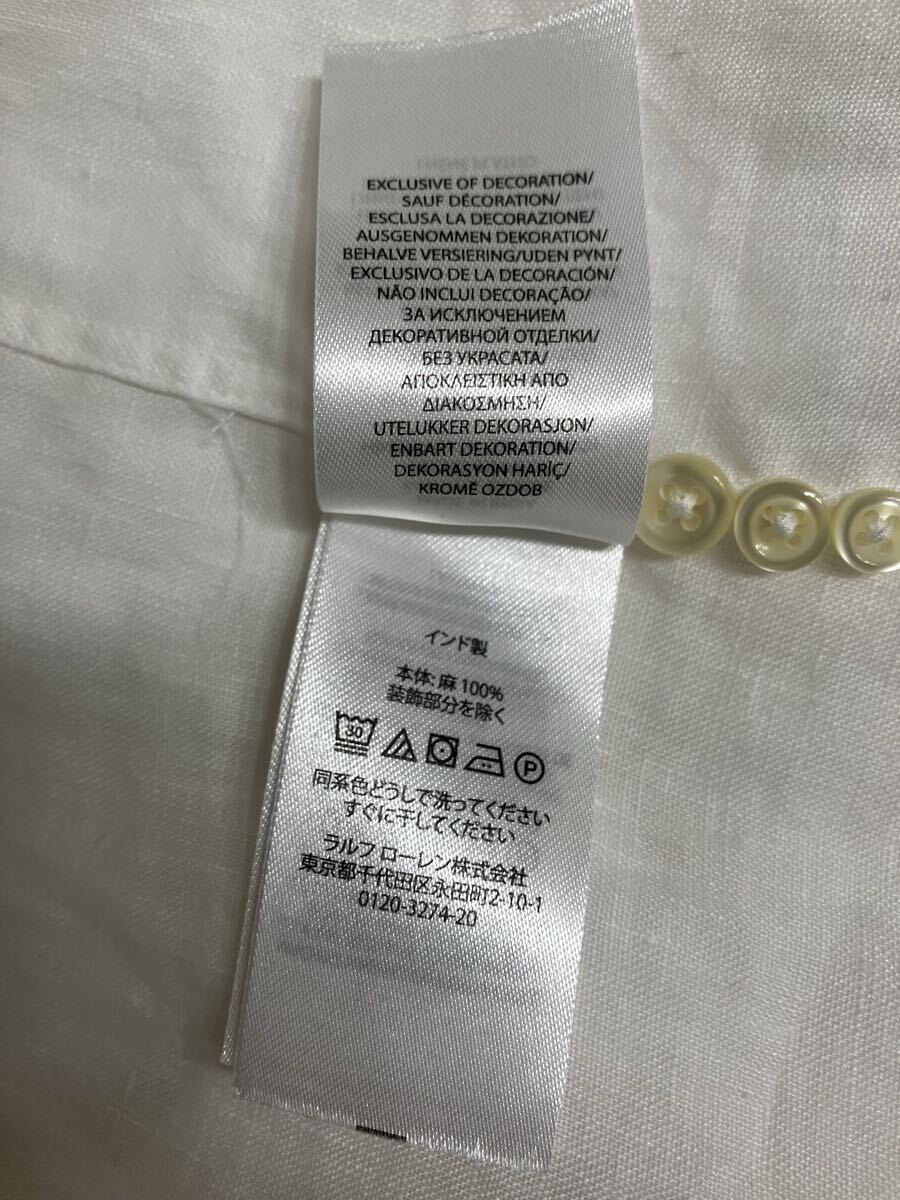 EXCLUSIVE OF DECORATION/
SAUF DÉCORATION/
ESCLUSA LA DECORAZIONE/
AUSGENOMMEN DEKORATION/
BEHALVE VERSIERING/UDEN PYNT/
EXCLUSIVO DE LA DECORACIÓN/
NÃO INCLUI DECORAÇÃO/
ЗА ИСКЛЮЧЕНИЕМ
ДЕКОРАТИВНОЙ ОТДЕЛКИ/
БЕЗ УКРАСАТА/
ΑΠΟΚΛΕΙΣΤΙΚΗ ΑΠΟ
ΔΙΑΚΟΣΜΗΣΗ/
UTELUKKER DEKORASJON/
ENBART DEKORATION/
DEKORASYON HARİÇ/
KROMĚ OZDOB
インド製
本体: 麻 100%
装飾部分を除く
30 P
同系色どうしで洗ってください
すぐに干してください
ラルフ ローレン株式会社
東京都千代田区永田町2-10-1
0120-3274-20